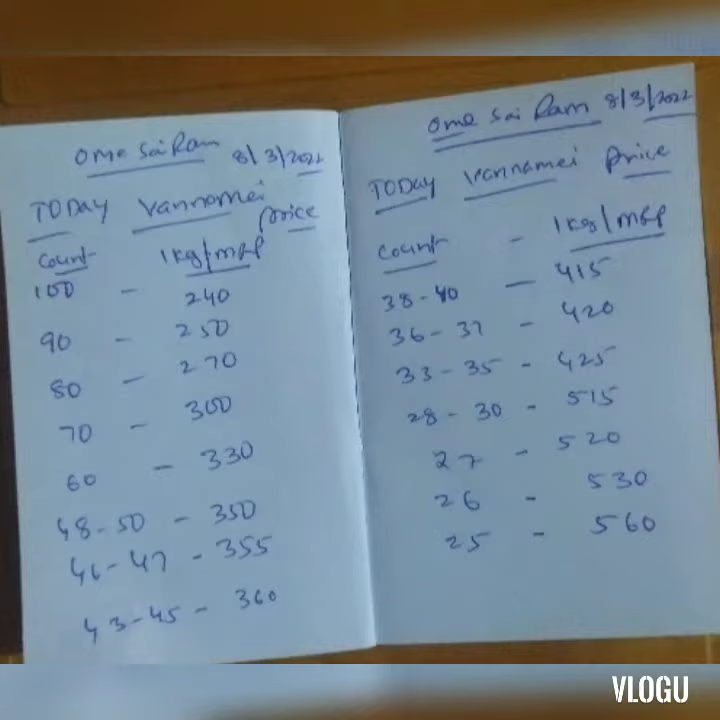 Ome Sai Ram 8/3/2022
TODAY Vannamei price
Count 1kg/MRP
100 - 240
90 - 250
80 - 270
70 - 300
60 - 330
48-50 - 350
46-47 - 355
43-45 - 360
Ome Sai Ram 8/3/2022
TODAY Vannamei price
Count - 1kg/MRP
38-40 - 415
36-37 - 420
33-35 - 425
28-30 - 515
27 - 520
26 - 530
25 - 560
VLOGU